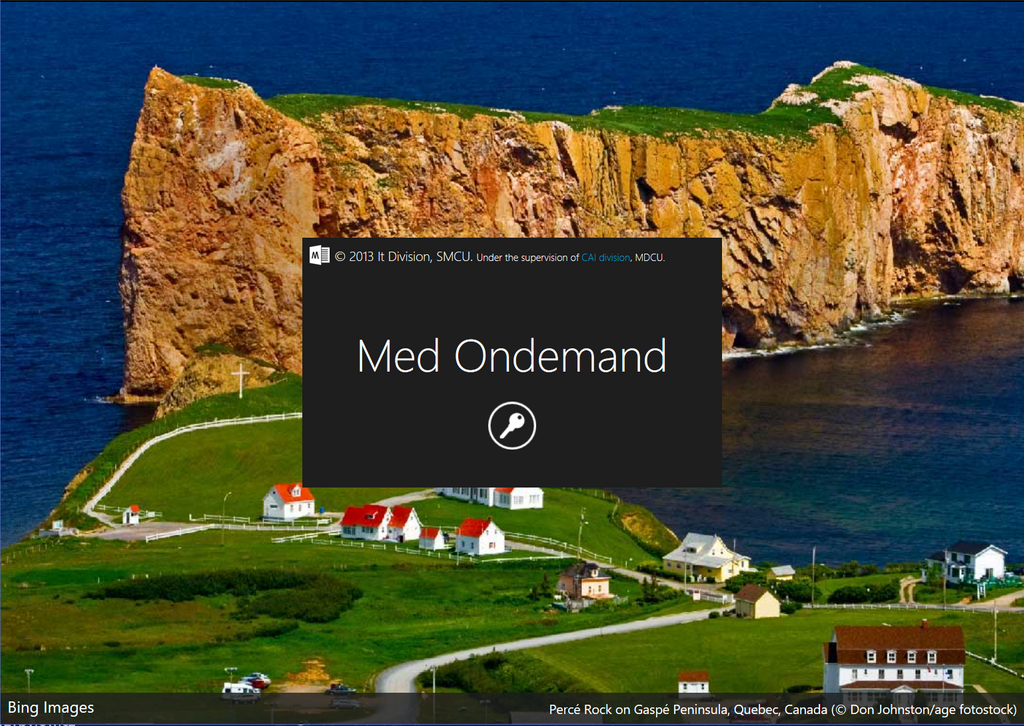 M
© 2013 It Division, SMCU. Under the supervision of CAI division, MDCU.
Med Ondemand
Bing Images
Percé Rock on Gaspé Peninsula, Quebec, Canada (© Don Johnston/age fotostock)